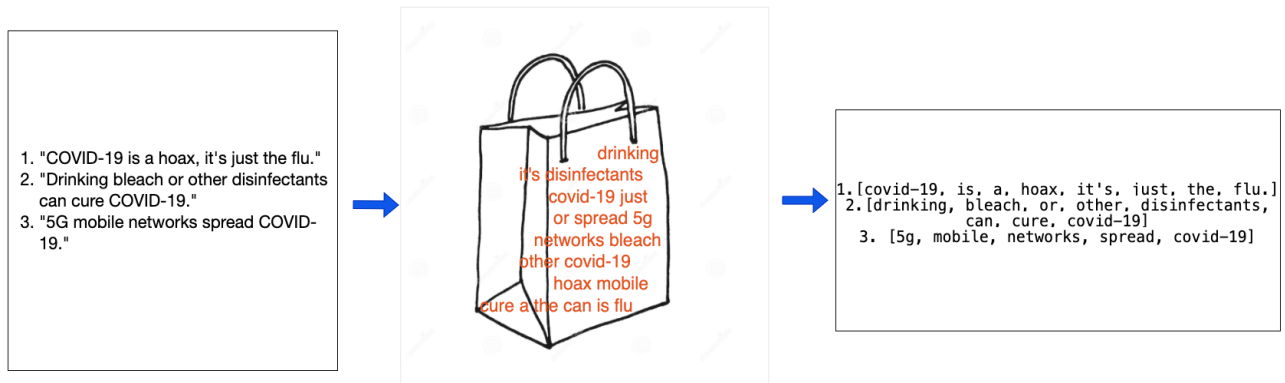 1. "COVID-19 is a hoax, it's just the flu."
2. "Drinking bleach or other disinfectants
can cure COVID-19."
3. "5G mobile networks spread COVID-
19."
drinking
it's disinfectants
covid-19 just
or spread 5g
networks bleach
other covid-19
hoax mobile
cure a the can is flu
1.[covid-19, is, a, hoax, it's, just, the, flu.]
2.[drinking, bleach, or, other, disinfectants,
can, cure, covid-19]
3. [5g, mobile, networks, spread, covid-19]